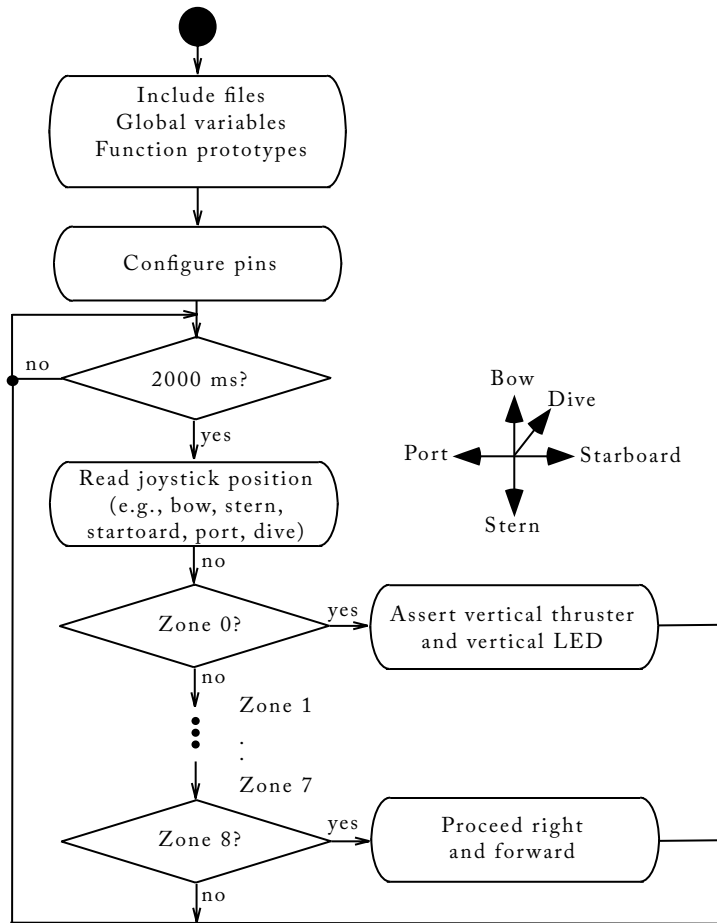 Include files
Global variables
Function prototypes
Configure pins
no
2000 ms?
yes
Bow
Dive
Port
Starboard
Stern
Read joystick position
(e.g., bow, stern,
startoard, port, dive)
no
Zone 0?
yes
Assert vertical thruster
and vertical LED
no
Zone 1
.
.
Zone 7
Zone 8?
yes
Proceed right
and forward
no